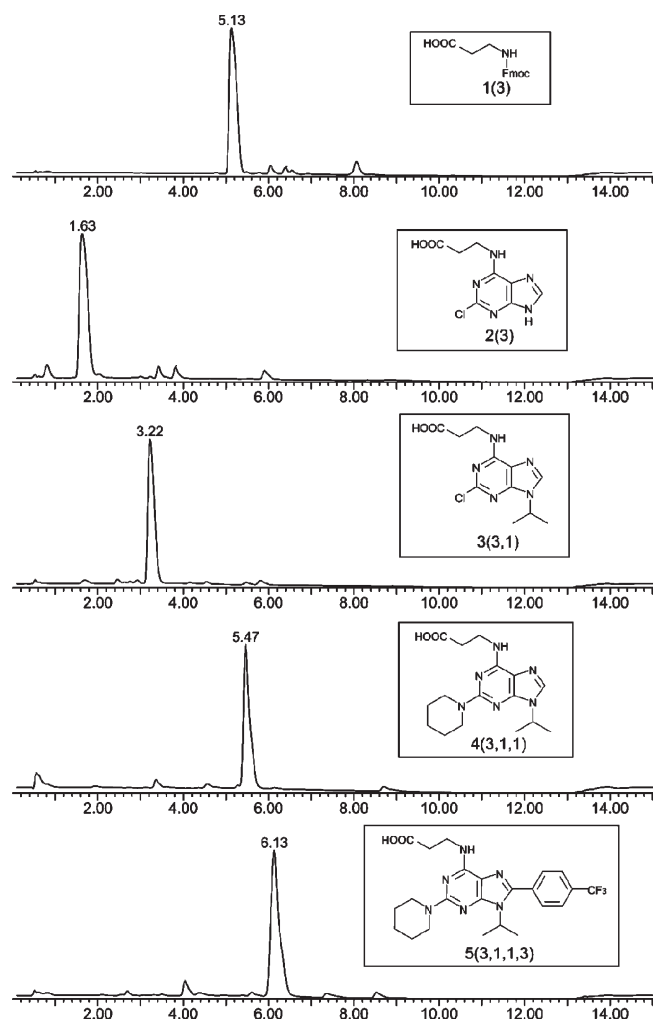 5.13
HOOC
NH
Fmoc
1(3)
2.00 4.00 6.00 8.00 10.00 12.00 14.00
1.63
HOOC
NH
N
N
Cl
N
N
H
2(3)
2.00 4.00 6.00 8.00 10.00 12.00 14.00
3.22
HOOC
NH
N
N
Cl
N
N
3(3,1)
2.00 4.00 6.00 8.00 10.00 12.00 14.00
5.47
HOOC
NH
N
N
N
N
N
4(3,1,1)
2.00 4.00 6.00 8.00 10.00 12.00 14.00
6.13
HOOC
NH
N
N
CF₃
N
N
N
5(3,1,1,3)
2.00 4.00 6.00 8.00 10.00 12.00 14.00